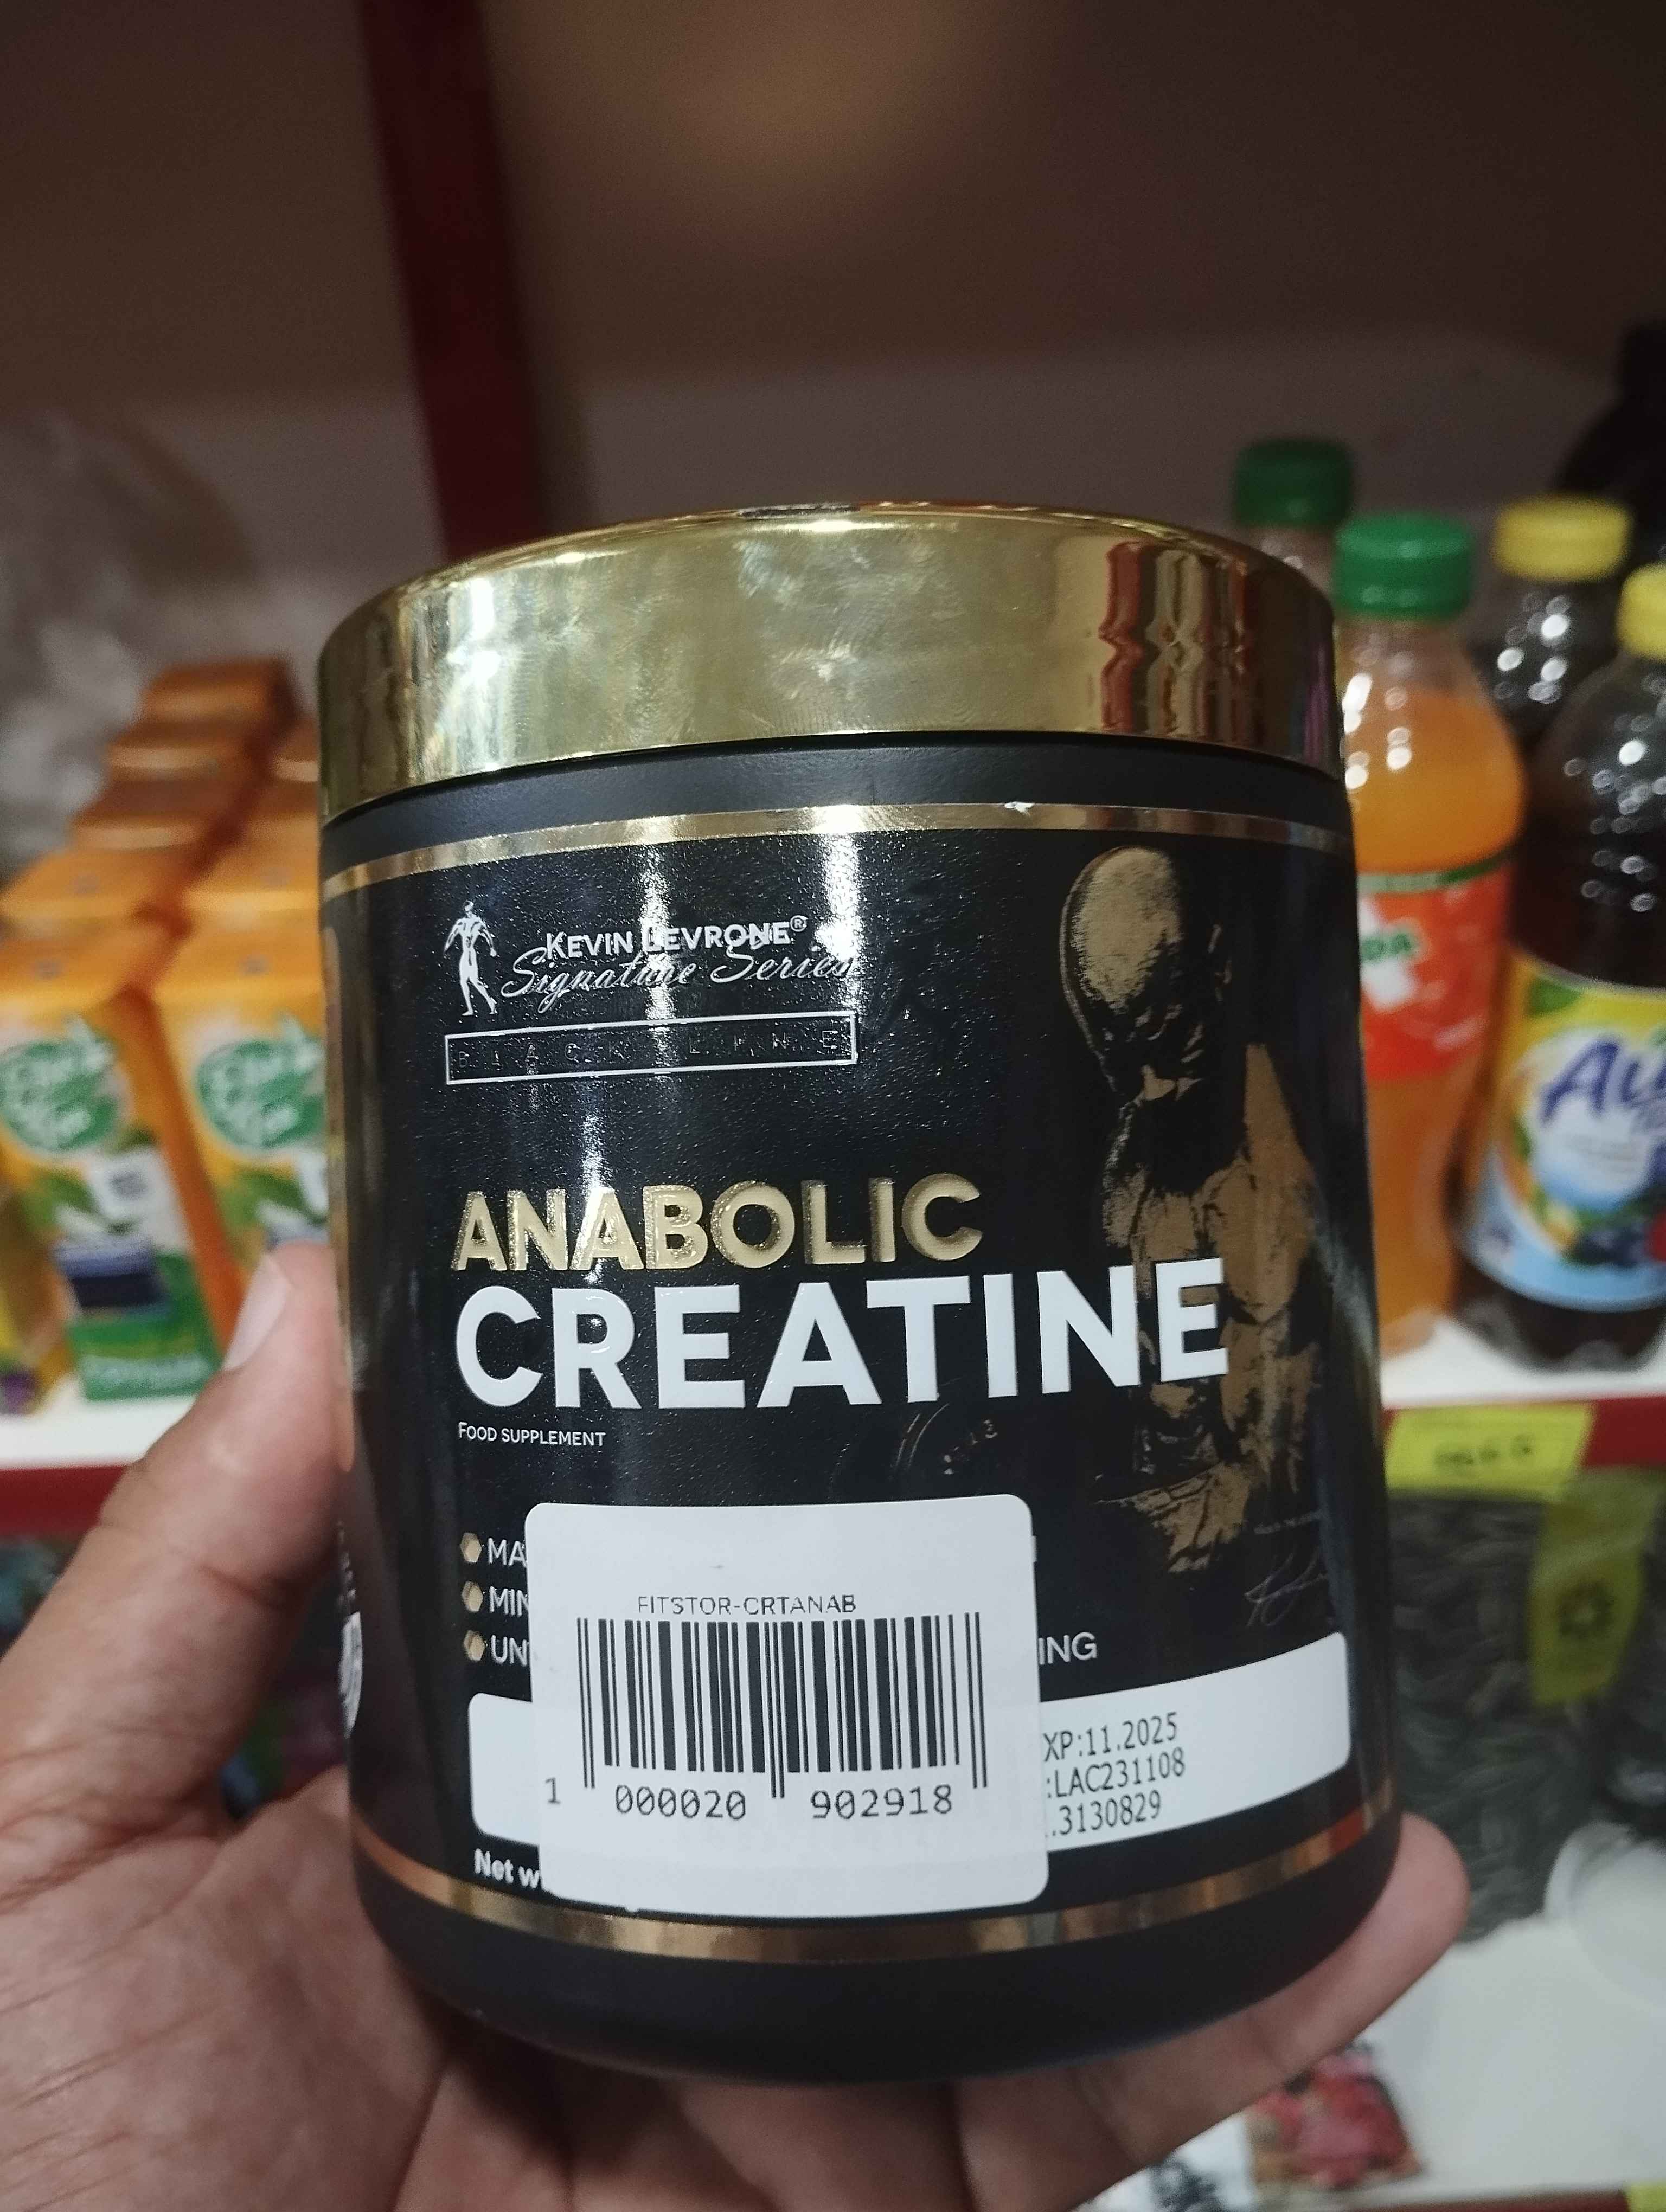 KEVIN LEVRONE®
Signature Series
BLACK LINE
ANABOLIC
CREATINE
FOOD SUPPLEMENT
MA
MIN
UN
ING
FITSTOR-CRTANAB
1 000020 902918
XP:11.2025
:LAC231108
.3130829
Net w